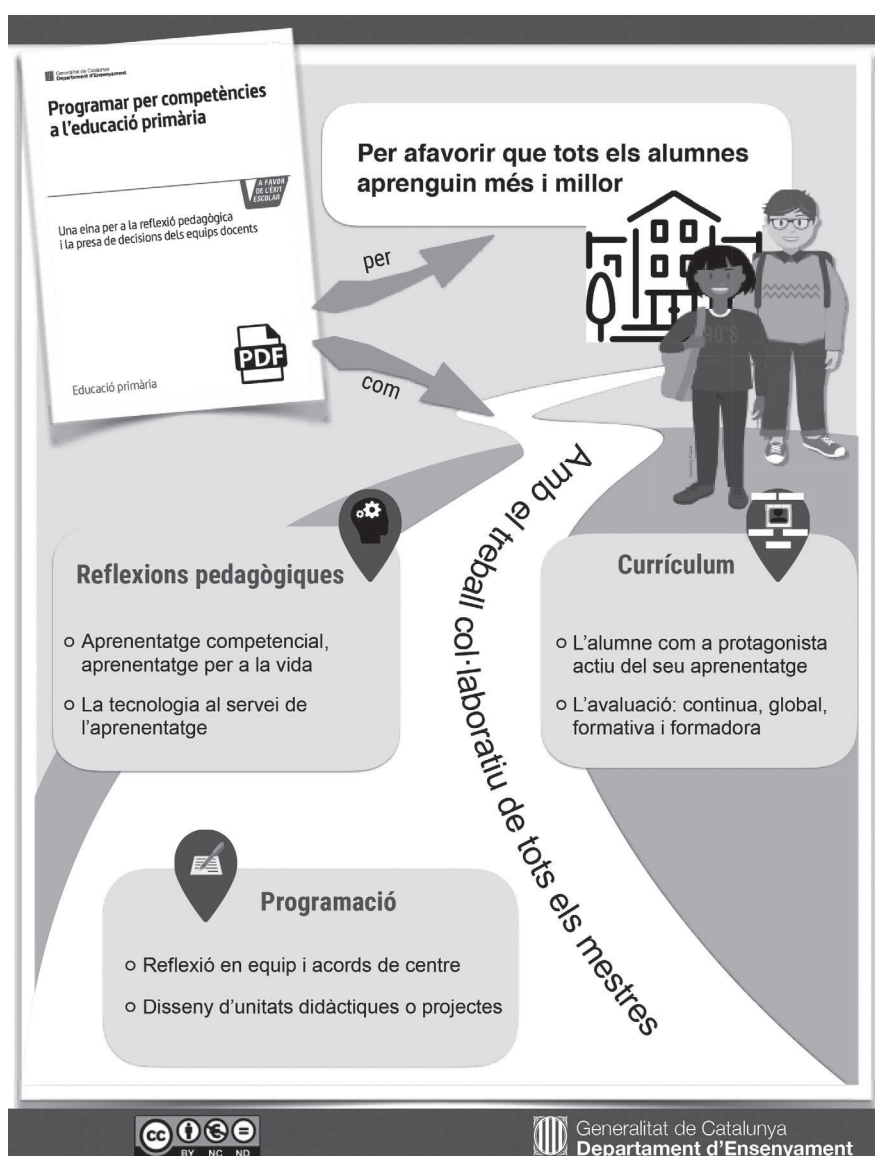 Generalitat de Catalunya
Departament d'Ensenyament
Programar per competències
a l'educació primària
A FAVOR
DE L'ÈXIT
ESCOLAR
Una eina per a la reflexió pedagògica
i la presa de decisions dels equips docents
PDF
Educació primària
Per afavorir que tots els alumnes
aprenguin més i millor
per
com
90'S
Amb el treball col·laboratiu de tots els mestres
Reflexions pedagògiques
Aprenentatge competencial,
aprenentatge per a la vida
La tecnologia al servei de
l'aprenentatge
Currículum
L'alumne com a protagonista
actiu del seu aprenentatge
L'avaluació: continua, global,
formativa i formadora
Programació
Reflexió en equip i acords de centre
Disseny d'unitats didàctiques o projectes
cc
BY NC ND
Generalitat de Catalunya
Departament d'Ensenyament